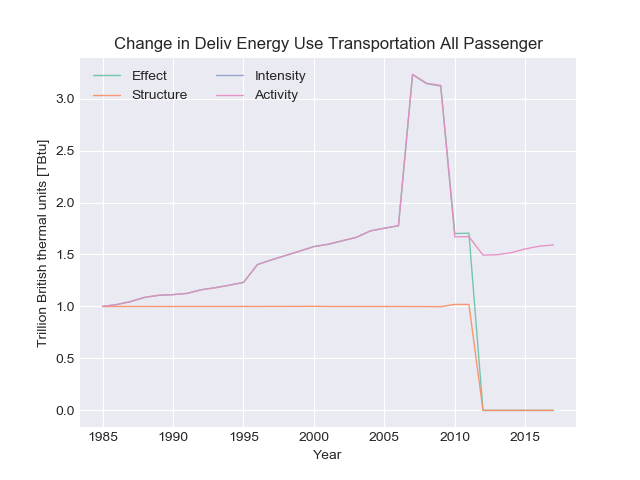 Change in Deliv Energy Use Transportation All Passenger
Effect
Structure
Intensity
Activity
Trillion British thermal units [TBtu]
3.0
2.5
2.0
1.5
1.0
0.5
0.0
1985 1990 1995 2000 2005 2010 2015
Year